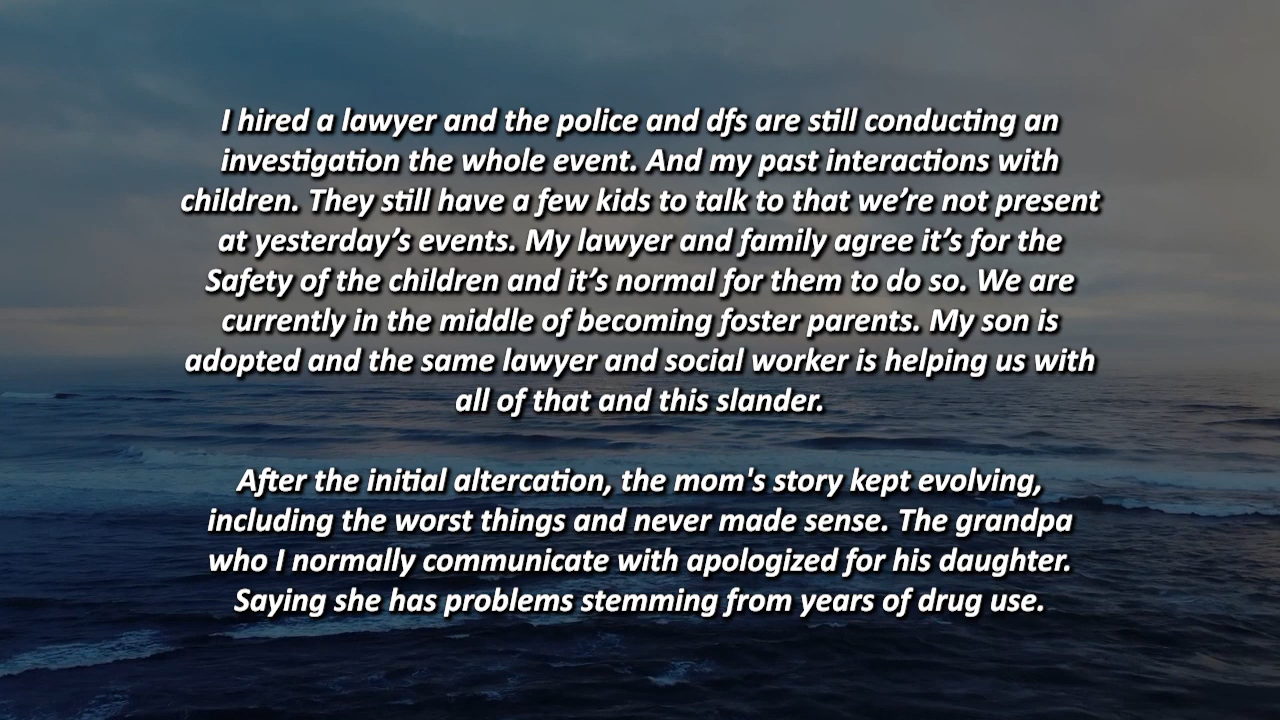 I hired a lawyer and the police and dfs are still conducting an
investigation the whole event. And my past interactions with
children. They still have a few kids to talk to that we’re not present
at yesterday’s events. My lawyer and family agree it’s for the
Safety of the children and it’s normal for them to do so. We are
currently in the middle of becoming foster parents. My son is
adopted and the same lawyer and social worker is helping us with
all of that and this slander.
After the initial altercation, the mom's story kept evolving,
including the worst things and never made sense. The grandpa
who I normally communicate with apologized for his daughter.
Saying she has problems stemming from years of drug use.